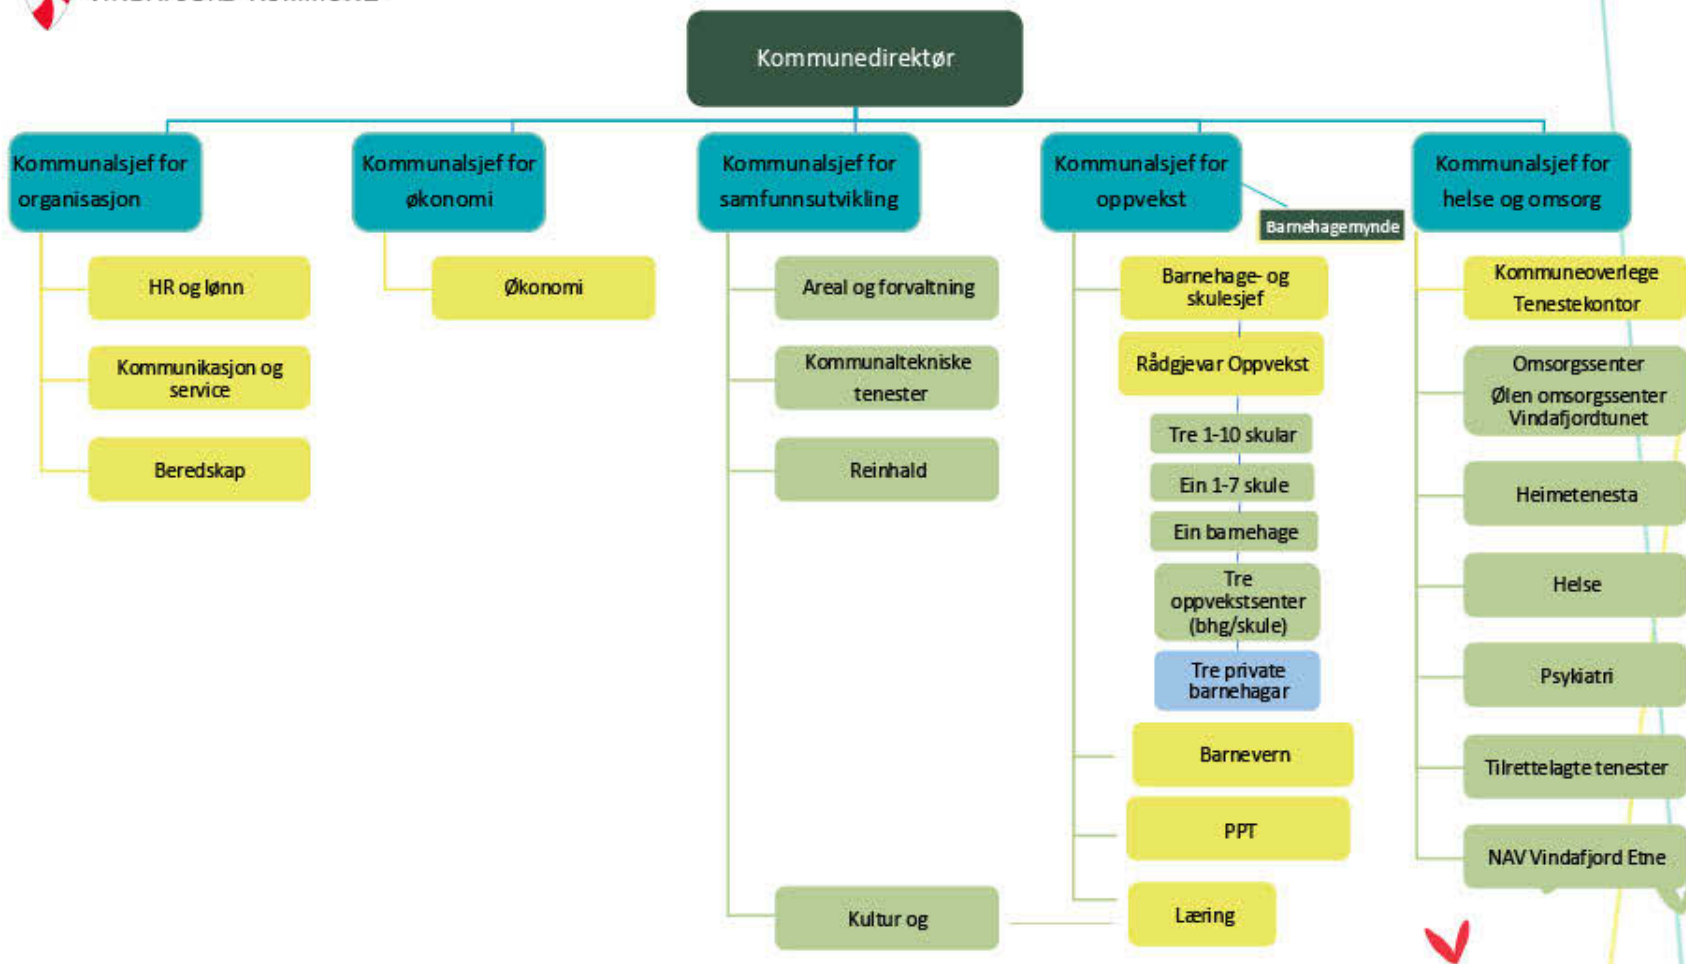 Kommunedirektør
Kommunalsjef for
organisasjon
HR og lønn
Kommunikasjon og
service
Beredskap
Kommunalsjef for
økonomi
Økonomi
Kommunalsjef for
samfunnsutvikling
Areal og forvaltning
Kommunaltekniske
tenester
Reinhald
Kultur og
Kommunalsjef for
oppvekst
Barnehagemynde
Barnehage- og
skulesjef
Rådgjevar Oppvekst
Tre 1-10 skular
Ein 1-7 skule
Ein barnehage
Tre
oppvekstsenter
(bhg/skule)
Tre private
barnehagar
Barnevern
PPT
Læring
Kommunalsjef for
helse og omsorg
Kommuneoverlege
Tenestekontor
Omsorgssenter
Ølen omsorgssenter
Vindafjordtunet
Heimetenesta
Helse
Psykiatri
Tilrettelagte tenester
NAV Vindafjord Etne